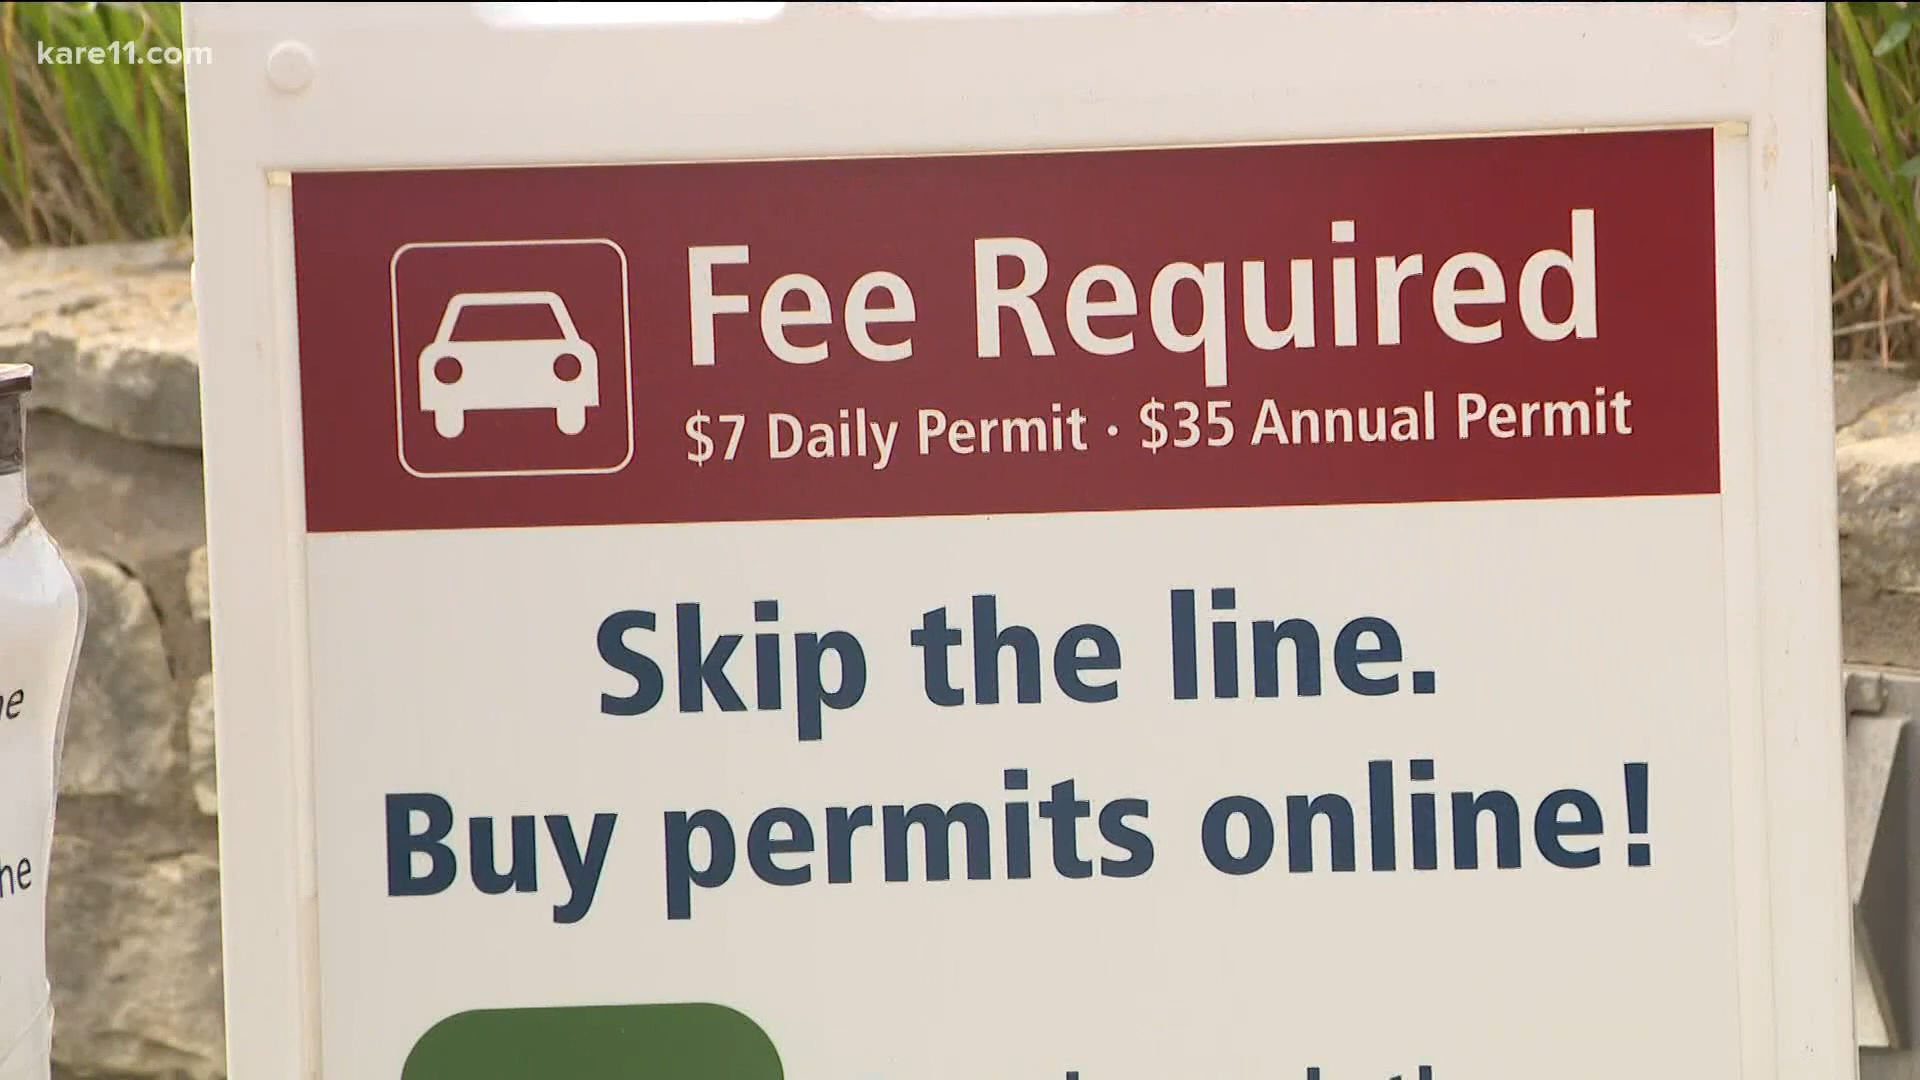 kare11.com
Fee Required
$7 Daily Permit · $35 Annual Permit
Skip the line.
Buy permits online!